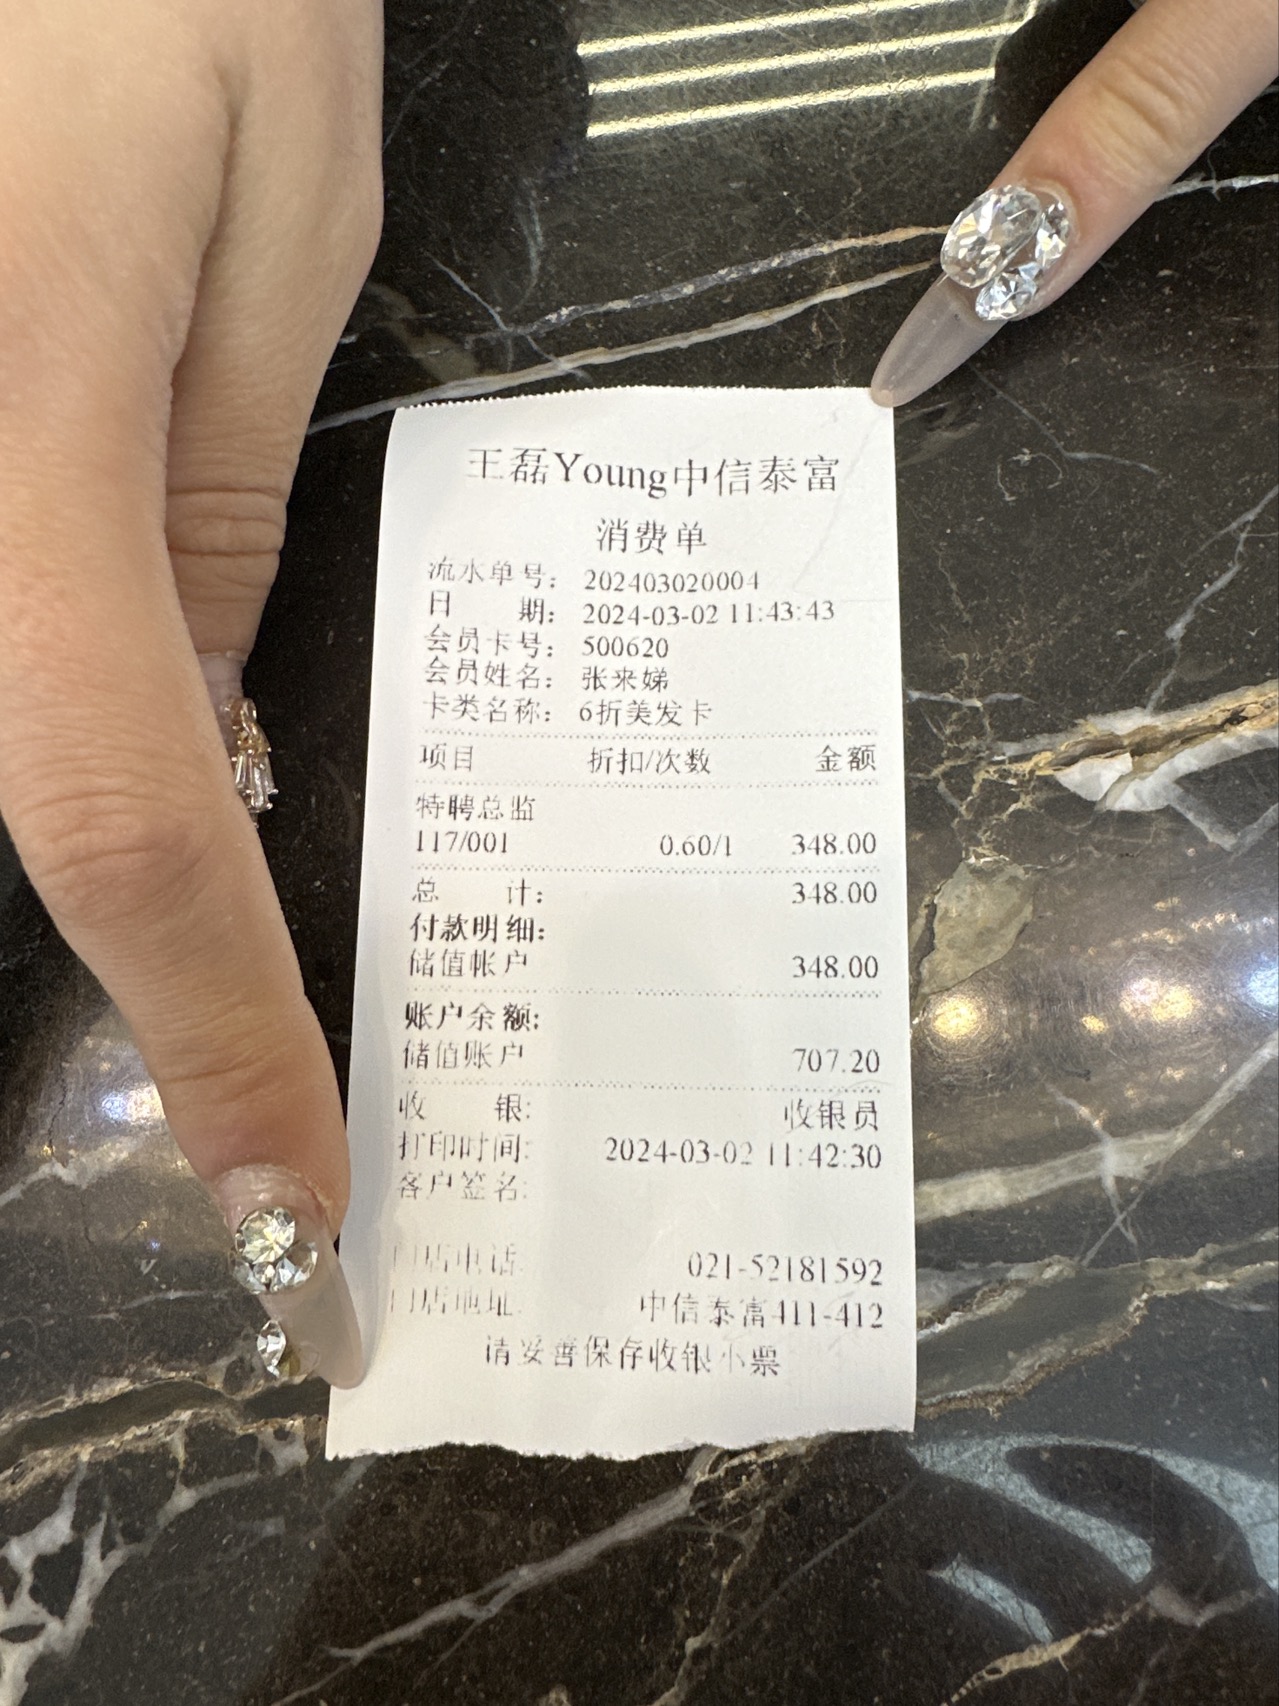 王磊Young中信泰富
消费单
流水单号: 202403020004
日 期: 2024-03-02 11:43:43
会员卡号: 500620
会员姓名: 张来娣
卡类名称: 6折美发卡
项目 折扣/次数 金额
特聘总监
117/001 0.60/1 348.00
总 计: 348.00
付款明细:
储值帐户 348.00
账户余额:
储值账户 707.20
收 银: 收银员
打印时间: 2024-03-02 11:42:30
客户签名:
门店电话: 021-52181592
门店地址: 中信泰富411-412
请妥善保存收银小票